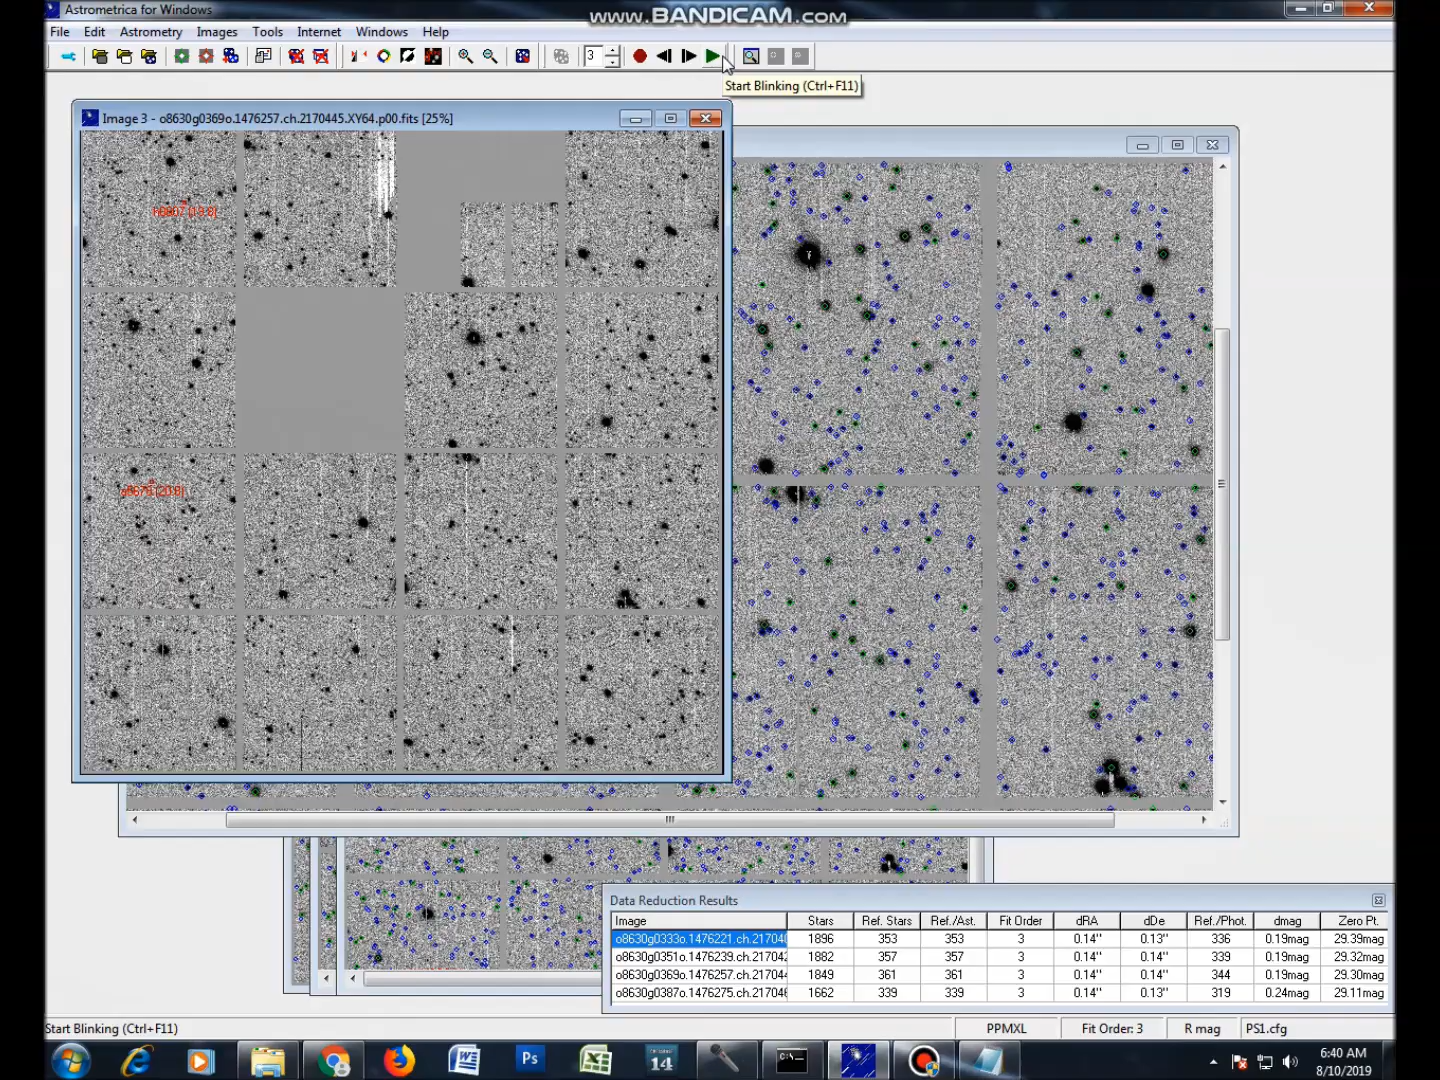 Astrometrica for Windows
www.BANDICAM.com
File Edit Astrometry Images Tools Internet Windows Help
3
Start Blinking (Ctrl+F11)
Image 3 - o8630g0369o.1476257.ch.2170445.XY64.p00.fits [25%]
Data Reduction Results
Image Stars Ref. Stars Ref./Ast. Fit Order dRA dDe Ref./Phot. dmag Zero Pt.
o8630g0333o.1476221.ch.21704 1896 353 353 3 0.14" 0.13" 336 0.19mag 29.39mag
o8630g0351o.1476239.ch.21704 1882 357 357 3 0.14" 0.13" 339 0.19mag 29.32mag
o8630g0369o.1476257.ch.21704 1849 361 361 3 0.14" 0.13" 344 0.19mag 29.30mag
o8630g0387o.1476275.ch.21704 1662 339 339 3 0.14" 0.13" 319 0.24mag 29.11mag
Start Blinking (Ctrl+F11) PPMXL Fit Order: 3 R mag PS1.cfg
14
Ps
6:40 AM
8/10/2019